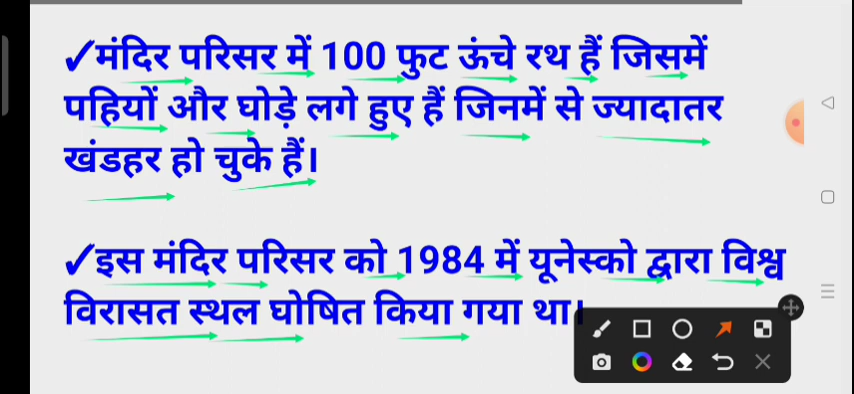 ✓मंदिर परिसर में 100 फुट ऊंचे रथ हैं जिसमें
पहियों और घोड़े लगे हुए हैं जिनमें से ज्यादातर
खंडहर हो चुके हैं।
✓इस मंदिर परिसर को 1984 में यूनेस्को द्वारा विश्व
विरासत स्थल घोषित किया गया था।